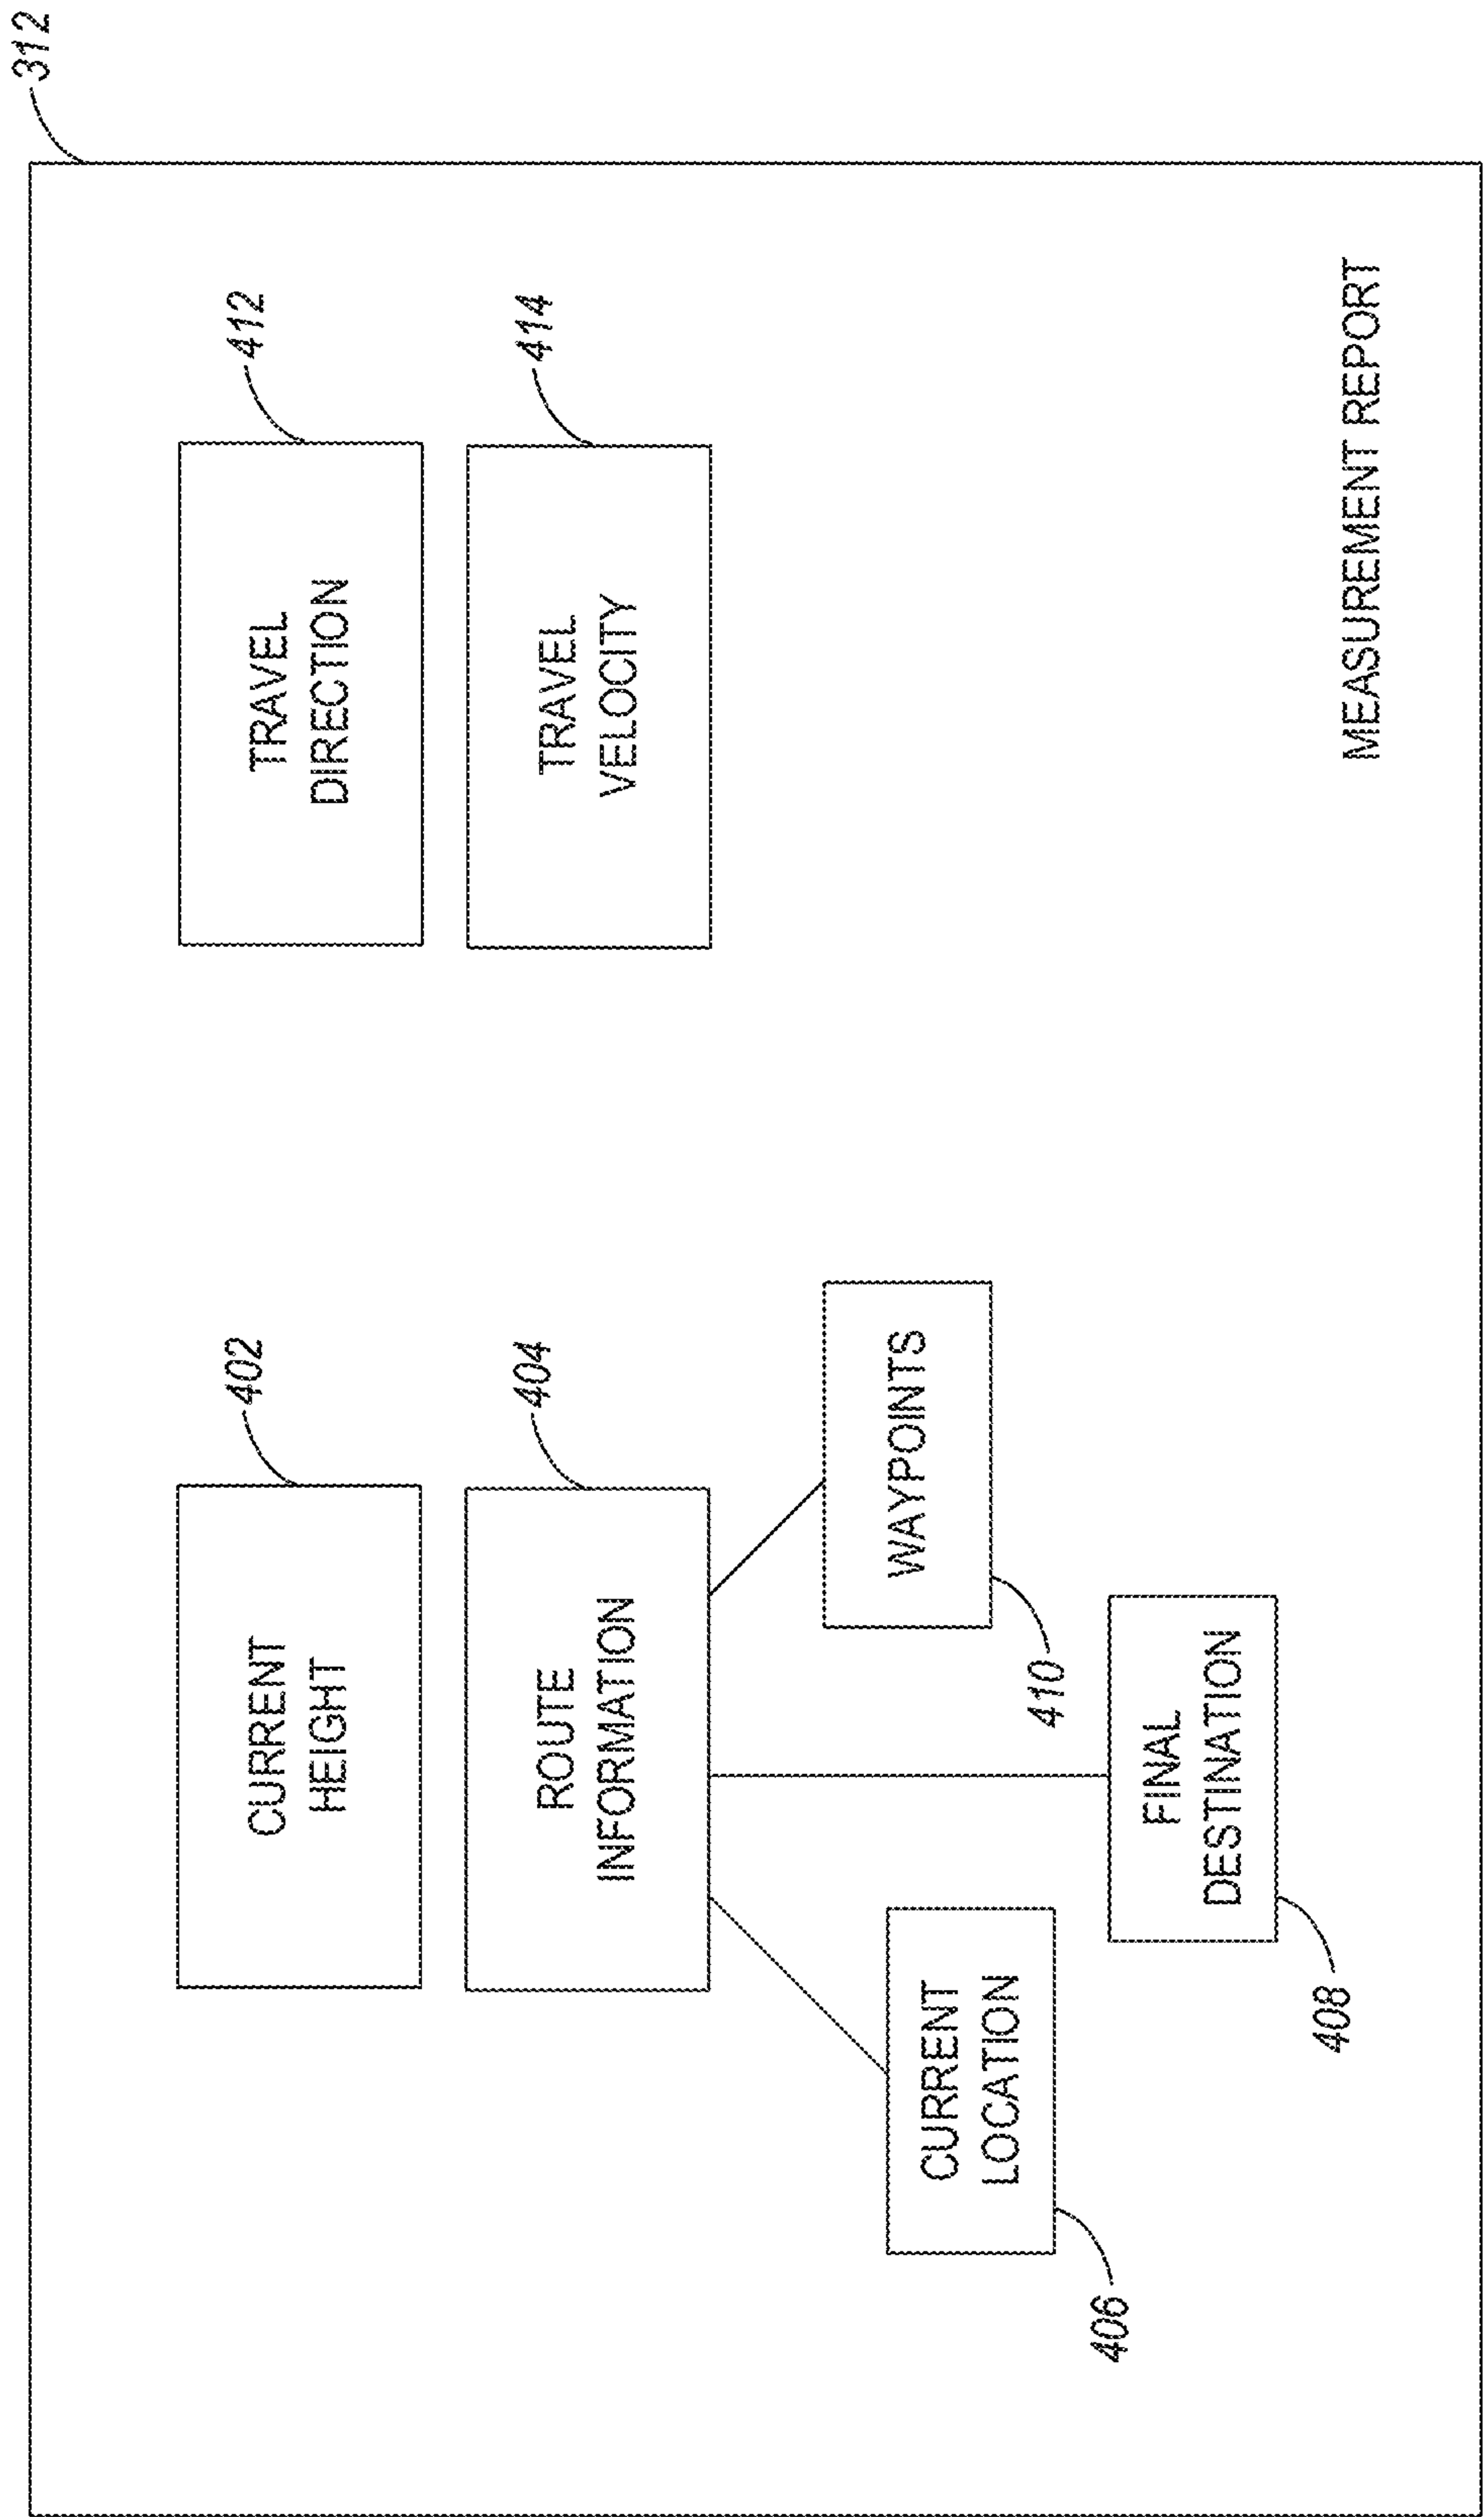 312
402
CURRENT
HEIGHT
412
TRAVEL
DIRECTION
404
ROUTE
INFORMATION
414
TRAVEL
VELOCITY
WAYPOINTS
410
CURRENT
LOCATION
406
FINAL
DESTINATION
408
MEASUREMENT REPORT